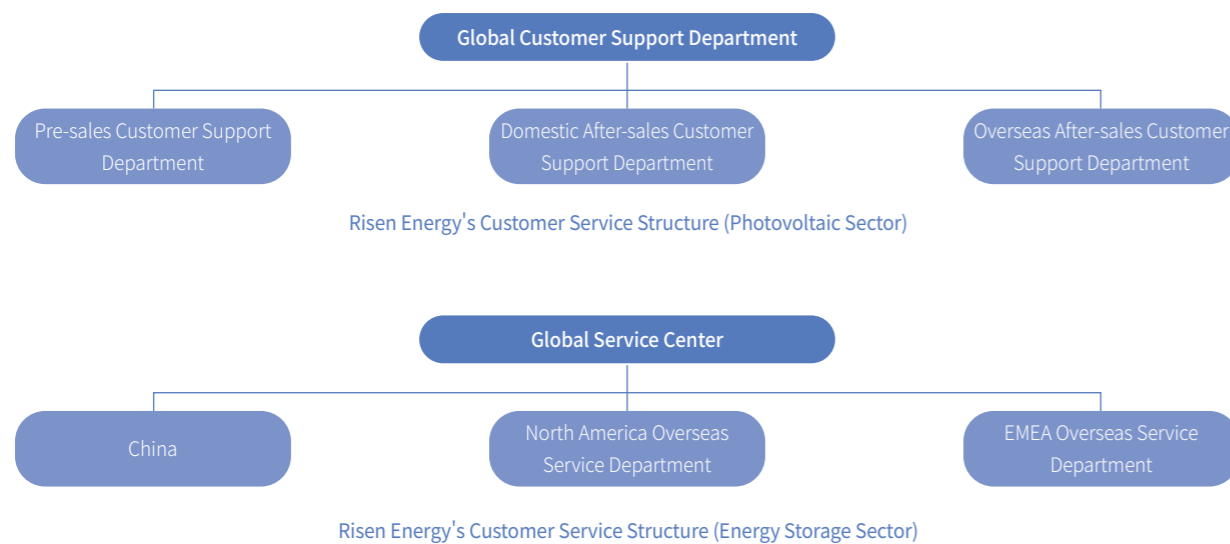 Global Customer Support Department
Pre-sales Customer Support
Department
Domestic After-sales Customer
Support Department
Overseas After-sales Customer
Support Department
Risen Energy's Customer Service Structure (Photovoltaic Sector)
Global Service Center
China
North America Overseas
Service Department
EMEA Overseas Service
Department
Risen Energy's Customer Service Structure (Energy Storage Sector)